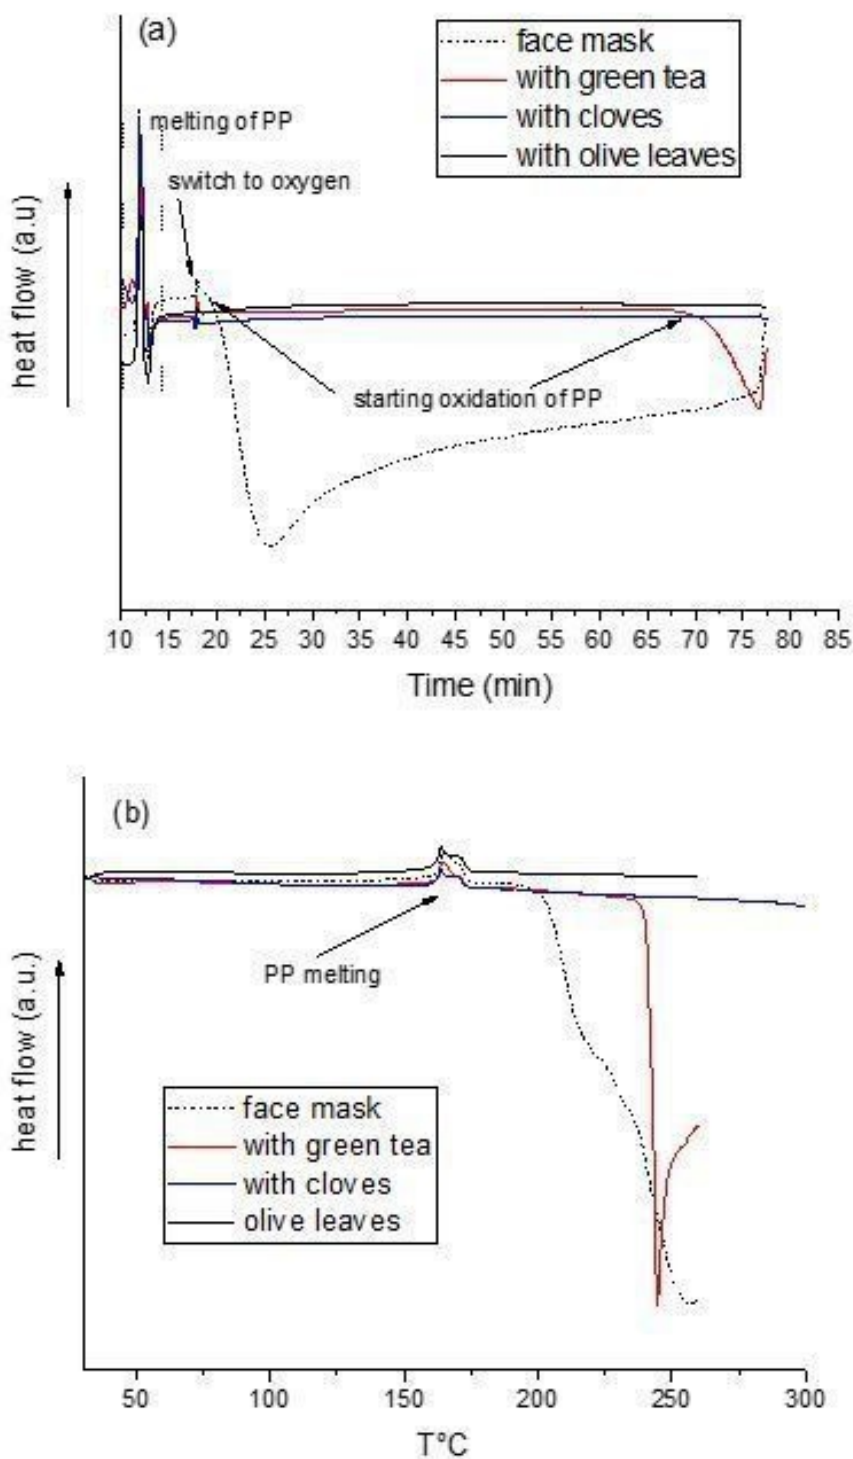 (a)
face mask
with green tea
with cloves
with olive leaves
melting of PP
switch to oxygen
starting oxidation of PP
heat flow (a.u)
10 15 20 25 30 35 40 45 50 55 60 65 70 75 80 85
Time (min)
(b)
PP melting
heat flow (a.u.)
face mask
with green tea
with cloves
olive leaves
50 100 150 200 250 300
T°C